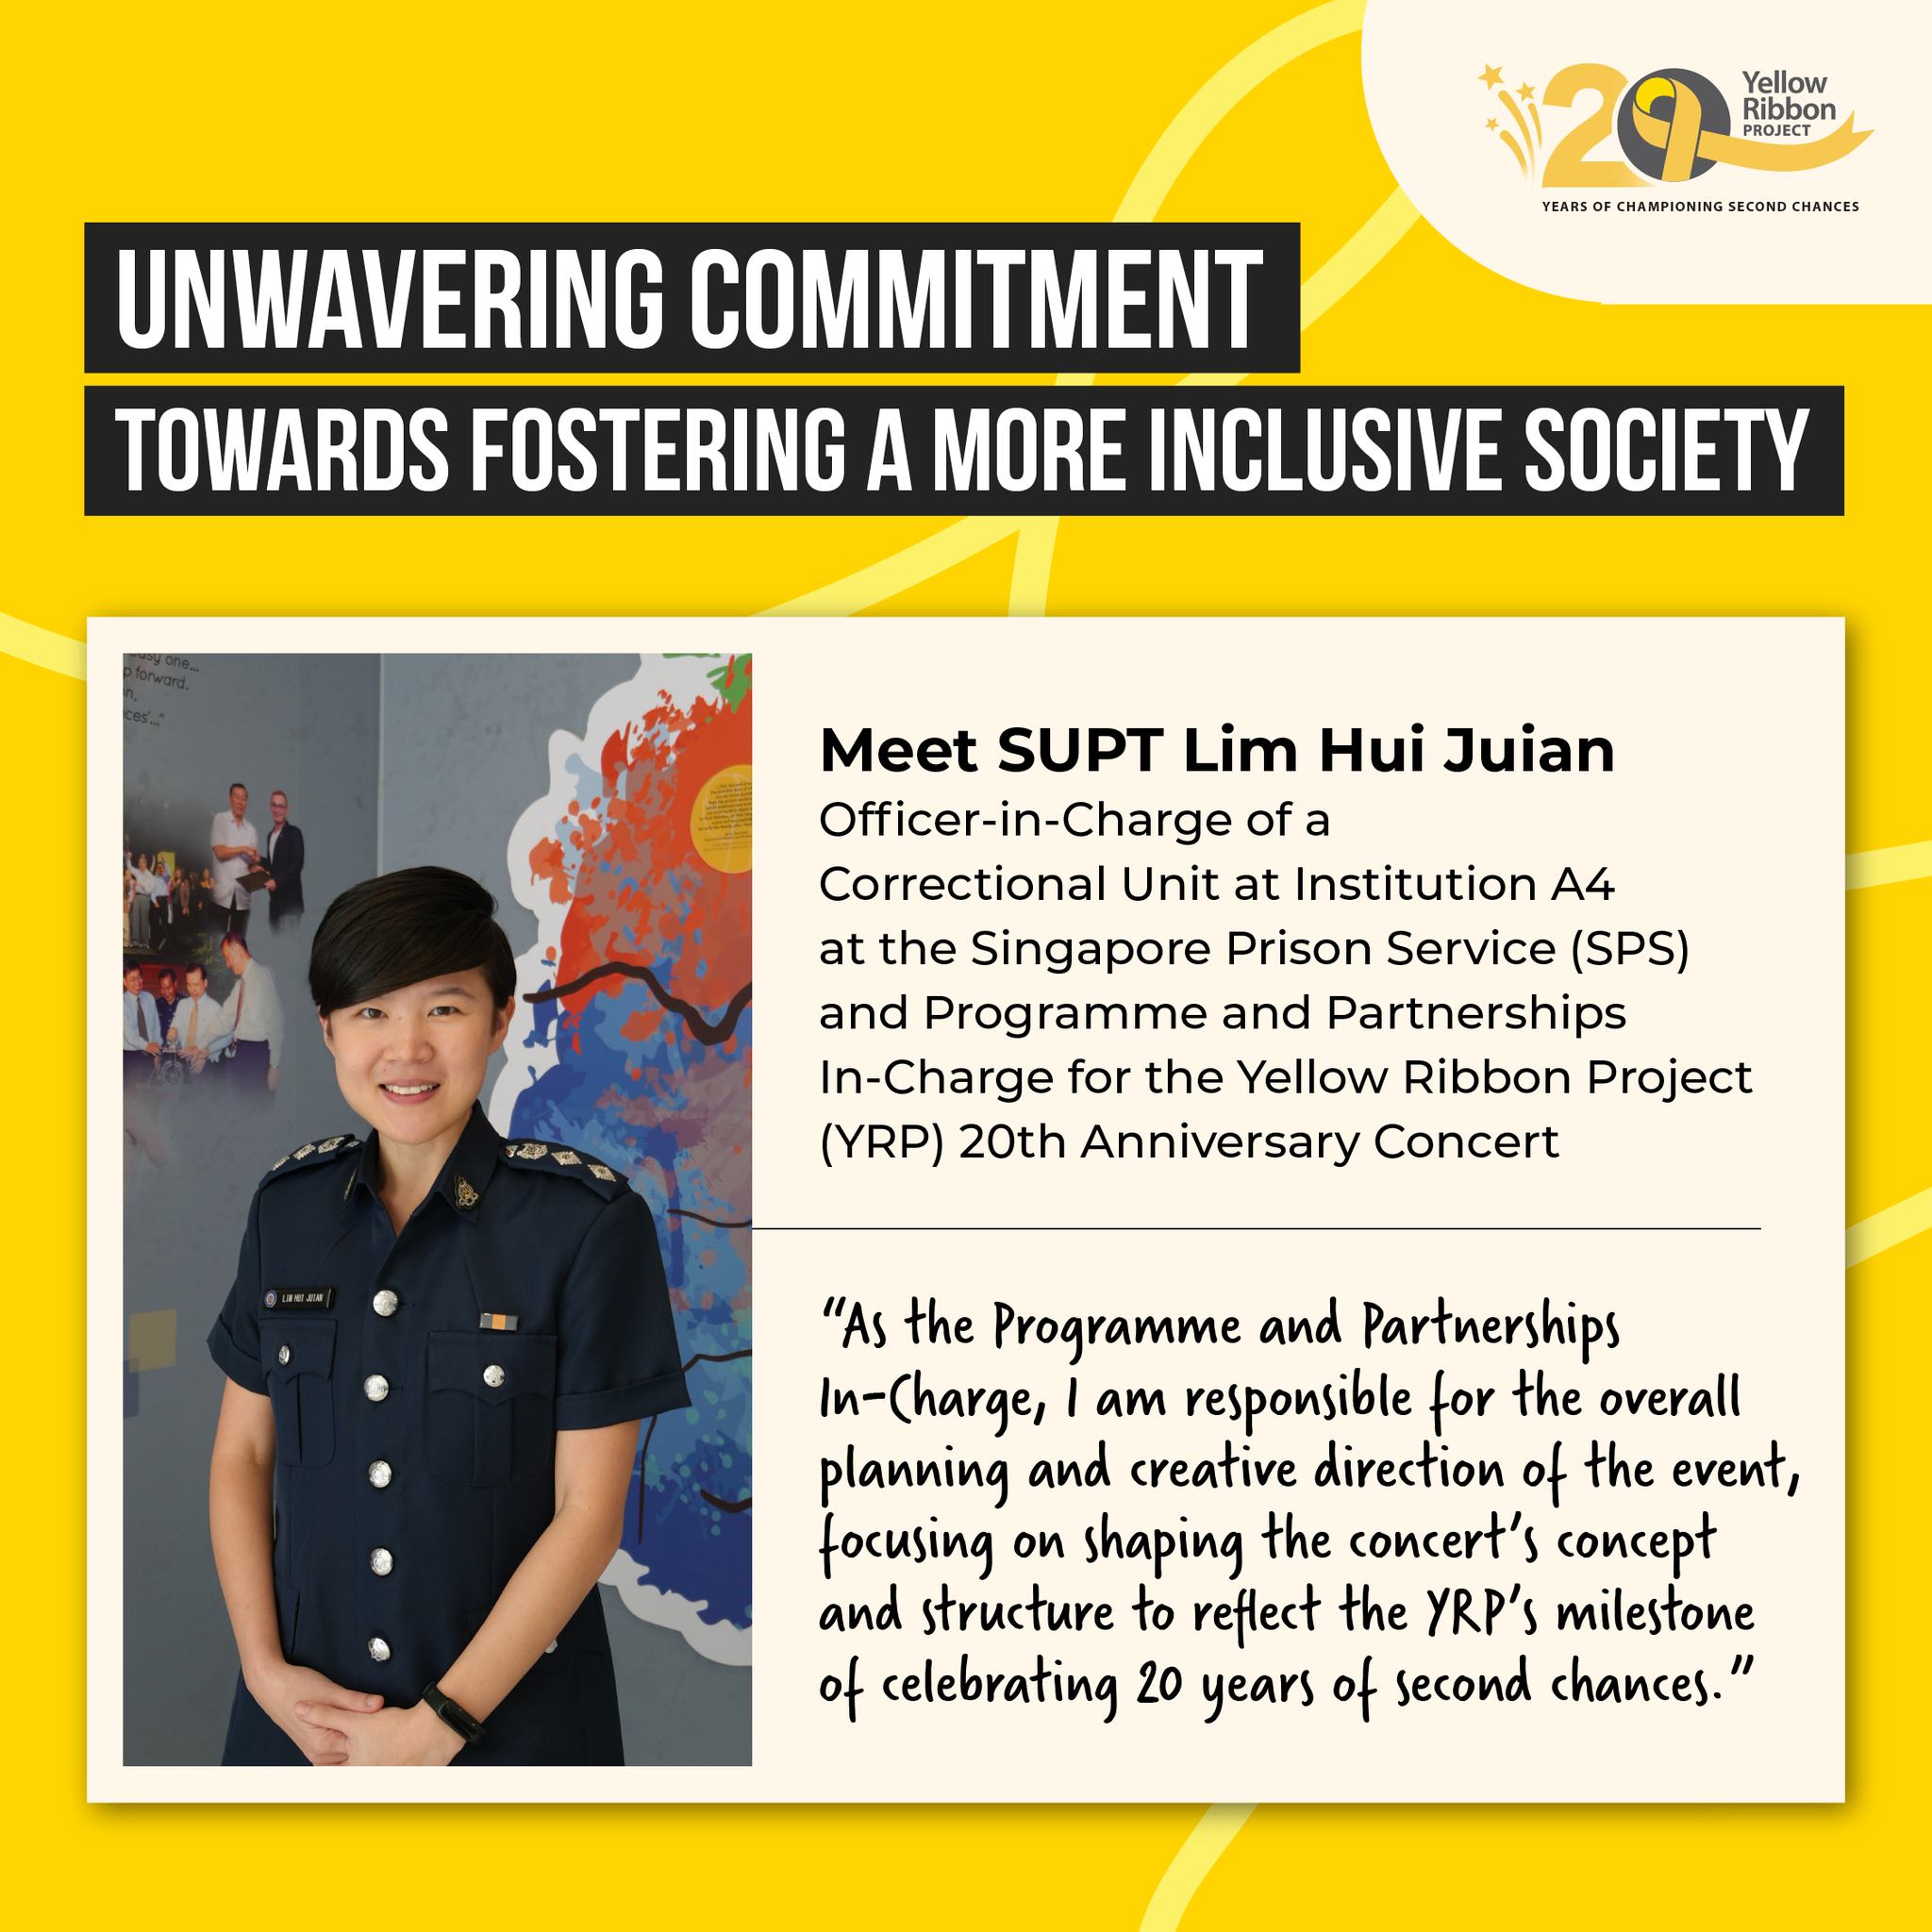 20
Yellow
Ribbon
PROJECT
YEARS OF CHAMPIONING SECOND CHANCES
UNWAVERING COMMITMENT
TOWARDS FOSTERING A MORE INCLUSIVE SOCIETY
easy one...
forward.
Meet SUPT Lim Hui Juian
Officer-in-Charge of a
Correctional Unit at Institution A4
at the Singapore Prison Service (SPS)
and Programme and Partnerships
In-Charge for the Yellow Ribbon Project
(YRP) 20th Anniversary Concert
LIM HUI JUIAN
“As the Programme and Partnerships
In-Charge, I am responsible for the overall
planning and creative direction of the event,
focusing on shaping the concert’s concept
and structure to reflect the YRP’s milestone
of celebrating 20 years of second chances.”